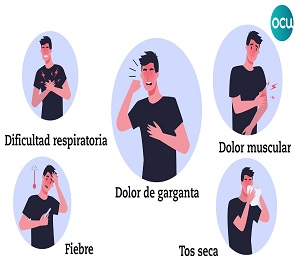 OCU
Dificultad respiratoria
Dolor muscular
Dolor de garganta
Fiebre
Tos seca